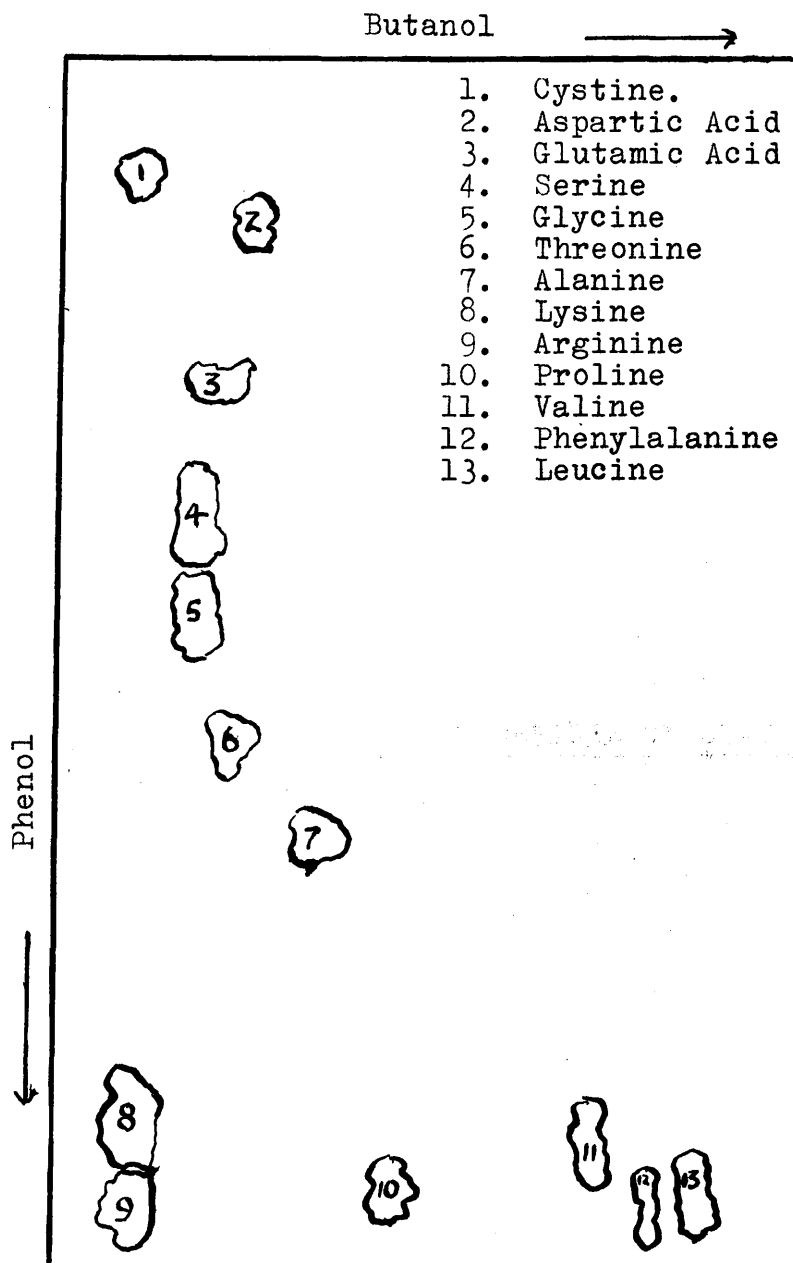 Butanol
1. Cystine.
2. Aspartic Acid
3. Glutamic Acid
4. Serine
5. Glycine
6. Threonine
7. Alanine
8. Lysine
9. Arginine
10. Proline
11. Valine
12. Phenylalanine
13. Leucine
1
2
3
4
5
6
7
Phenol
8
9
10
11
12
13